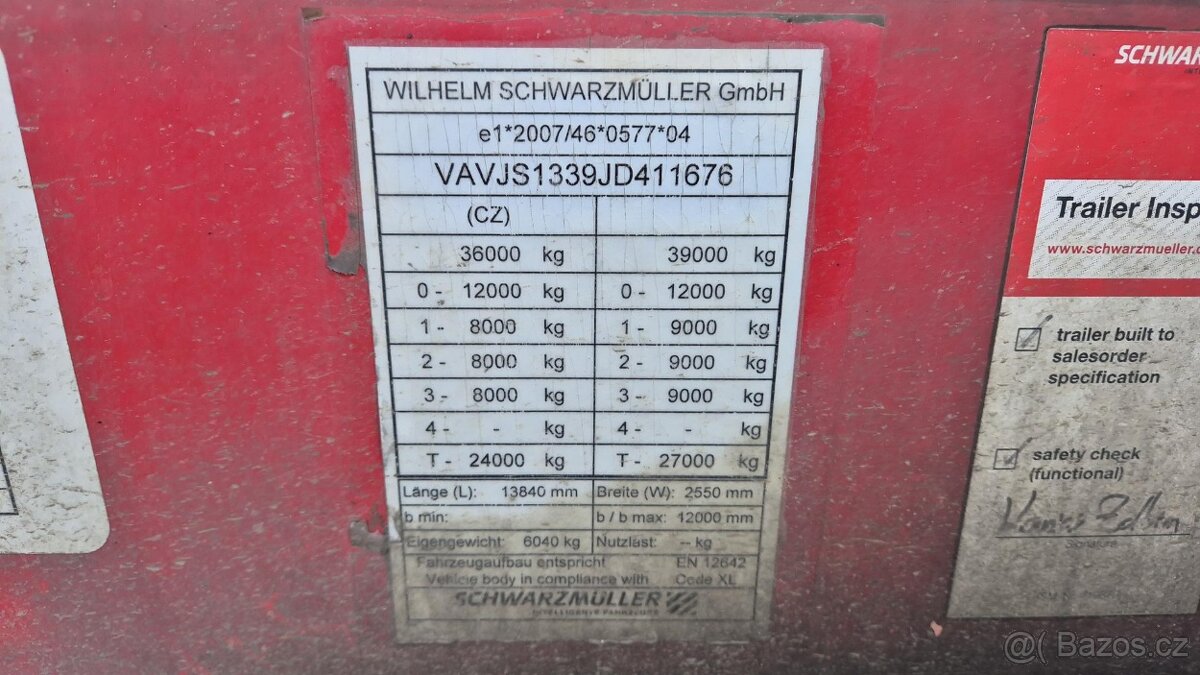 WILHELM SCHWARZMÜLLER GmbH
e1*2007/46*0577*04
VAVJS1339JD411676
(CZ)
- 36000 kg 39000 kg
0 - 12000 kg 0 - 12000 kg
1 - 8000 kg 1 - 9000 kg
2 - 8000 kg 2 - 9000 kg
3 - 8000 kg 3 - 9000 kg
4 - - kg 4 - - kg
T - 24000 kg T - 27000 kg
Länge (L): 13840 mm Breite (W): 2550 mm
b min: b / b max: 12000 mm
Eigengewicht: 6040 kg Nutzlast: -- kg
Fahrzeugaufbau entspricht EN 12642
Vehicle body in compliance with Code XL
SCHWARZMÜLLER
INTELLIGENTE FAHRZEUGE
SCHWAR
Trailer Insp
www.schwarzmueller.c
trailer built to
salesorder
specification
safety check
(functional)
Signature
@( Bazos.cz